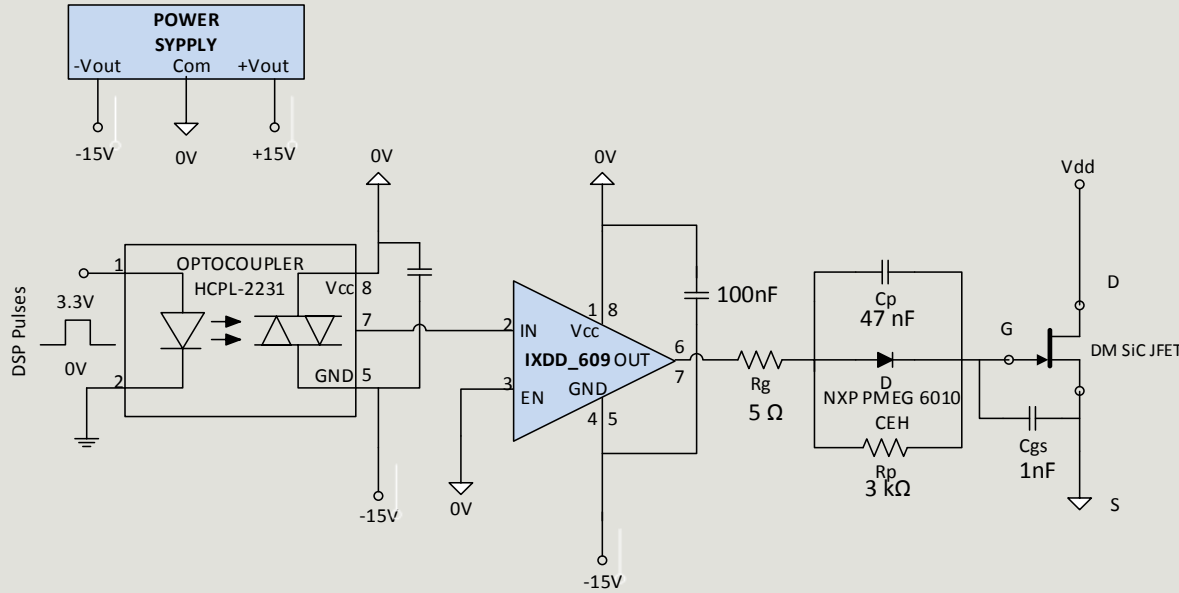 POWER
SYPPLY
-Vout Com +Vout
-15V 0V +15V
0V
0V
Vdd
DSP Pulses
3.3V
0V
1
2
OPTOCOUPLER
HCPL-2231
Vcc 8
7
GND 5
-15V
0V
1 8
Vcc
2 IN
IXDD_609 OUT
3 EN
GND
4 5
6
7
100nF
-15V
Rg
5 Ω
Cp
47 nF
D
NXP PMEG 6010
CEH
Rp
3 kΩ
G
D
DM SiC JFET
Cgs
1nF
S